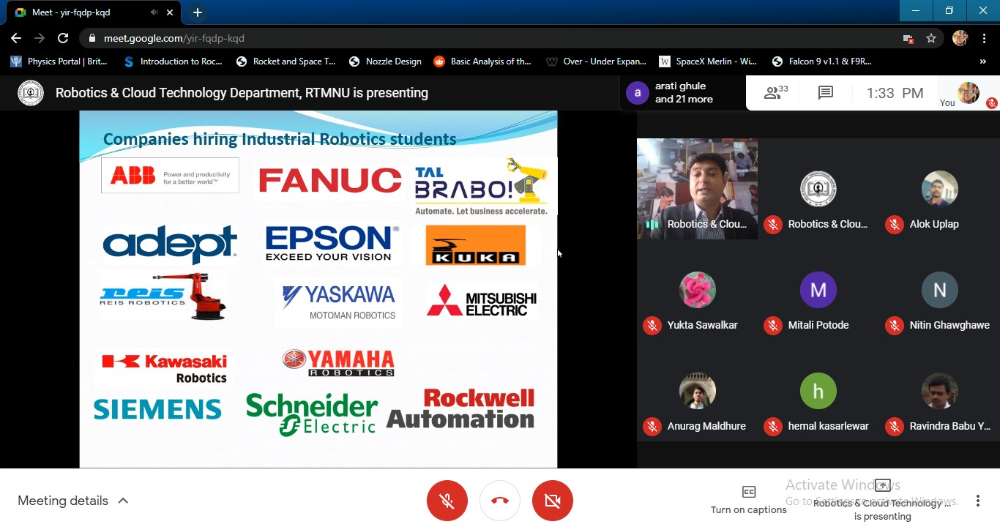 Meet - yir-fqdp-kqd
meet.google.com/yir-fqdp-kqd
Physics Portal | Brit...
Introduction to Roc...
Rocket and Space T...
Nozzle Design
Basic Analysis of th...
Over - Under Expan...
W
SpaceX Merlin - Wi...
Falcon 9 v1.1 & F9R...
»
Robotics & Cloud Technology Department, RTMNU is presenting
a
arati ghule
and 21 more
33
1:33 PM
You
Companies hiring Industrial Robotics students
ABB
Power and productivity
for a better world™
FANUC
TAL
BRABO!
Automate. Let business accelerate.
adept
EPSON®
EXCEED YOUR VISION
KUKA
reis
REIS ROBOTICS
YASKAWA
MOTOMAN ROBOTICS
MITSUBISHI
ELECTRIC
Kawasaki
Robotics
YAMAHA
ROBOTICS
SIEMENS
Schneider
Electric
Rockwell
Automation
Robotics & Clou...
Robotics & Clou...
Alok Uplap
Yukta Sawalkar
M
Mitali Potode
N
Nitin Ghawghawe
Anurag Maldhure
h
hemal kasarlewar
Ravindra Babu Y...
Meeting details
CC
Turn on captions
Activate Windows
Go to Settings to activate Windows.
Robotics & Cloud Technology ...
is presenting